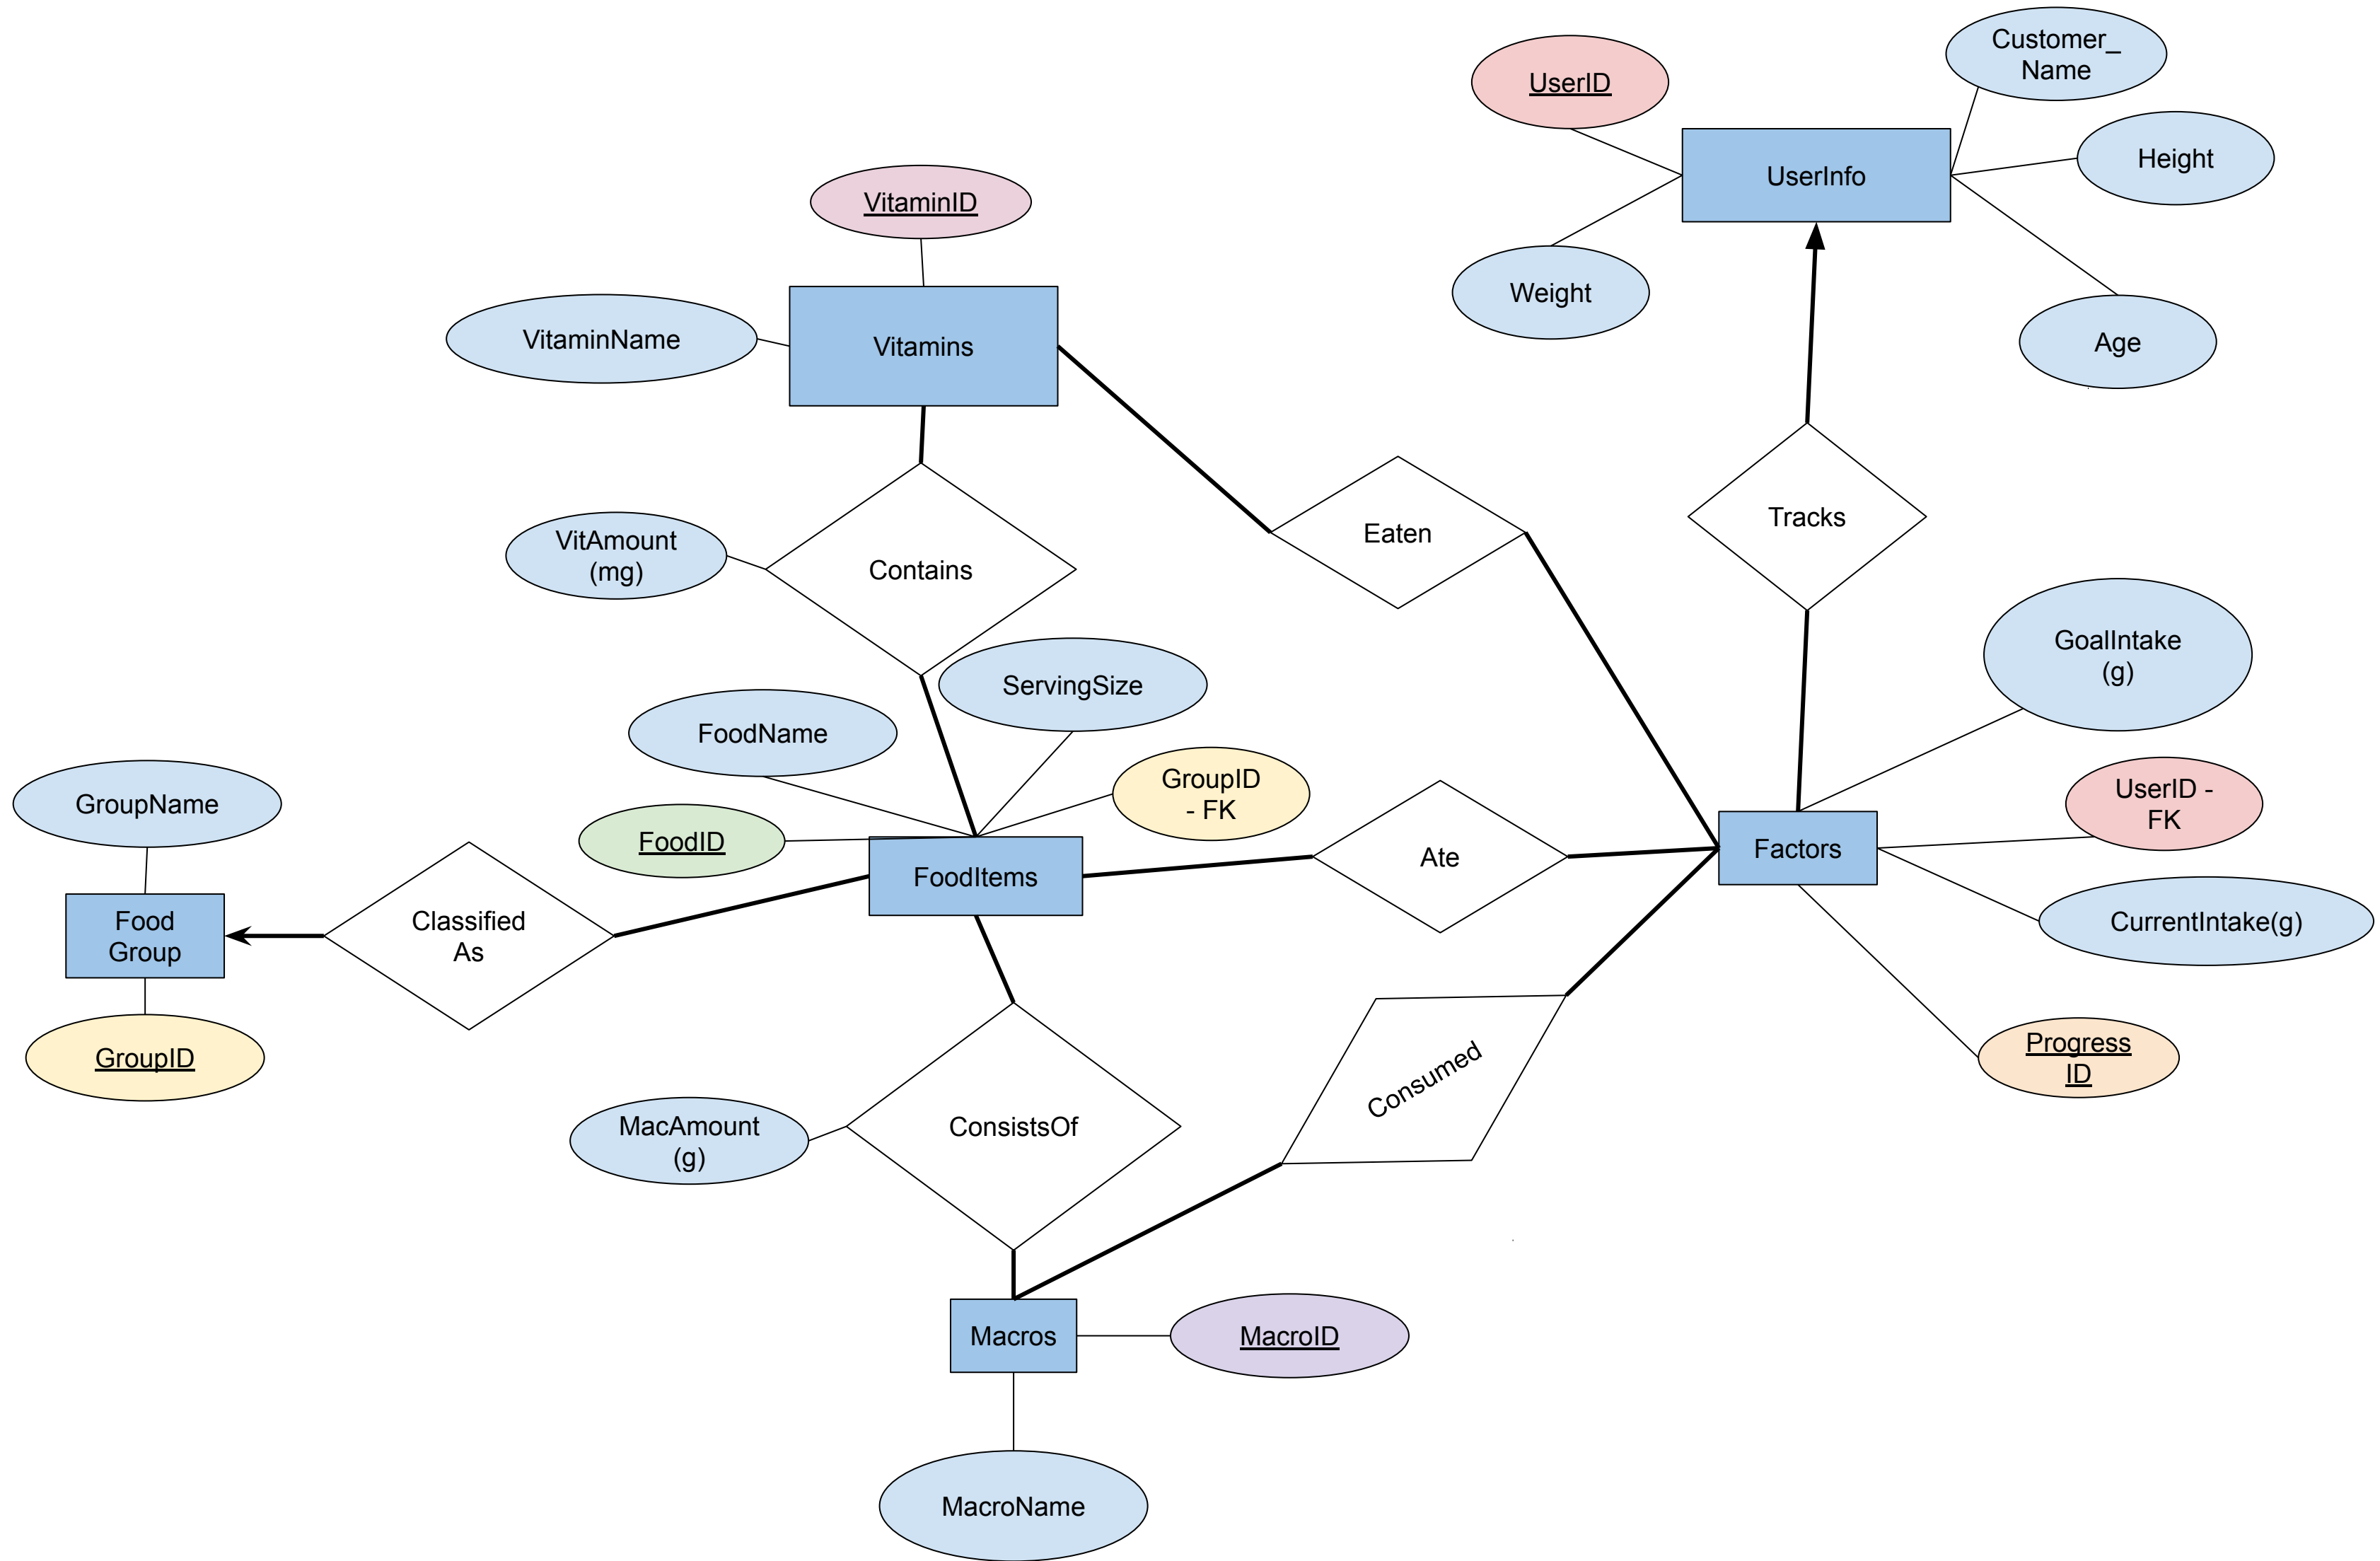 Customer_
Name
UserID
Height
UserInfo
VitaminID
Weight
VitaminName
Vitamins
Age
Tracks
Eaten
VitAmount
(mg)
Contains
GoalIntake
(g)
ServingSize
FoodName
GroupID
- FK
UserID -
FK
GroupName
FoodID
Factors
Ate
FoodItems
Food
Group
Classified
As
CurrentIntake(g)
GroupID
Progress
ID
Consumed
MacAmount
(g)
ConsistsOf
Macros
MacroID
MacroName